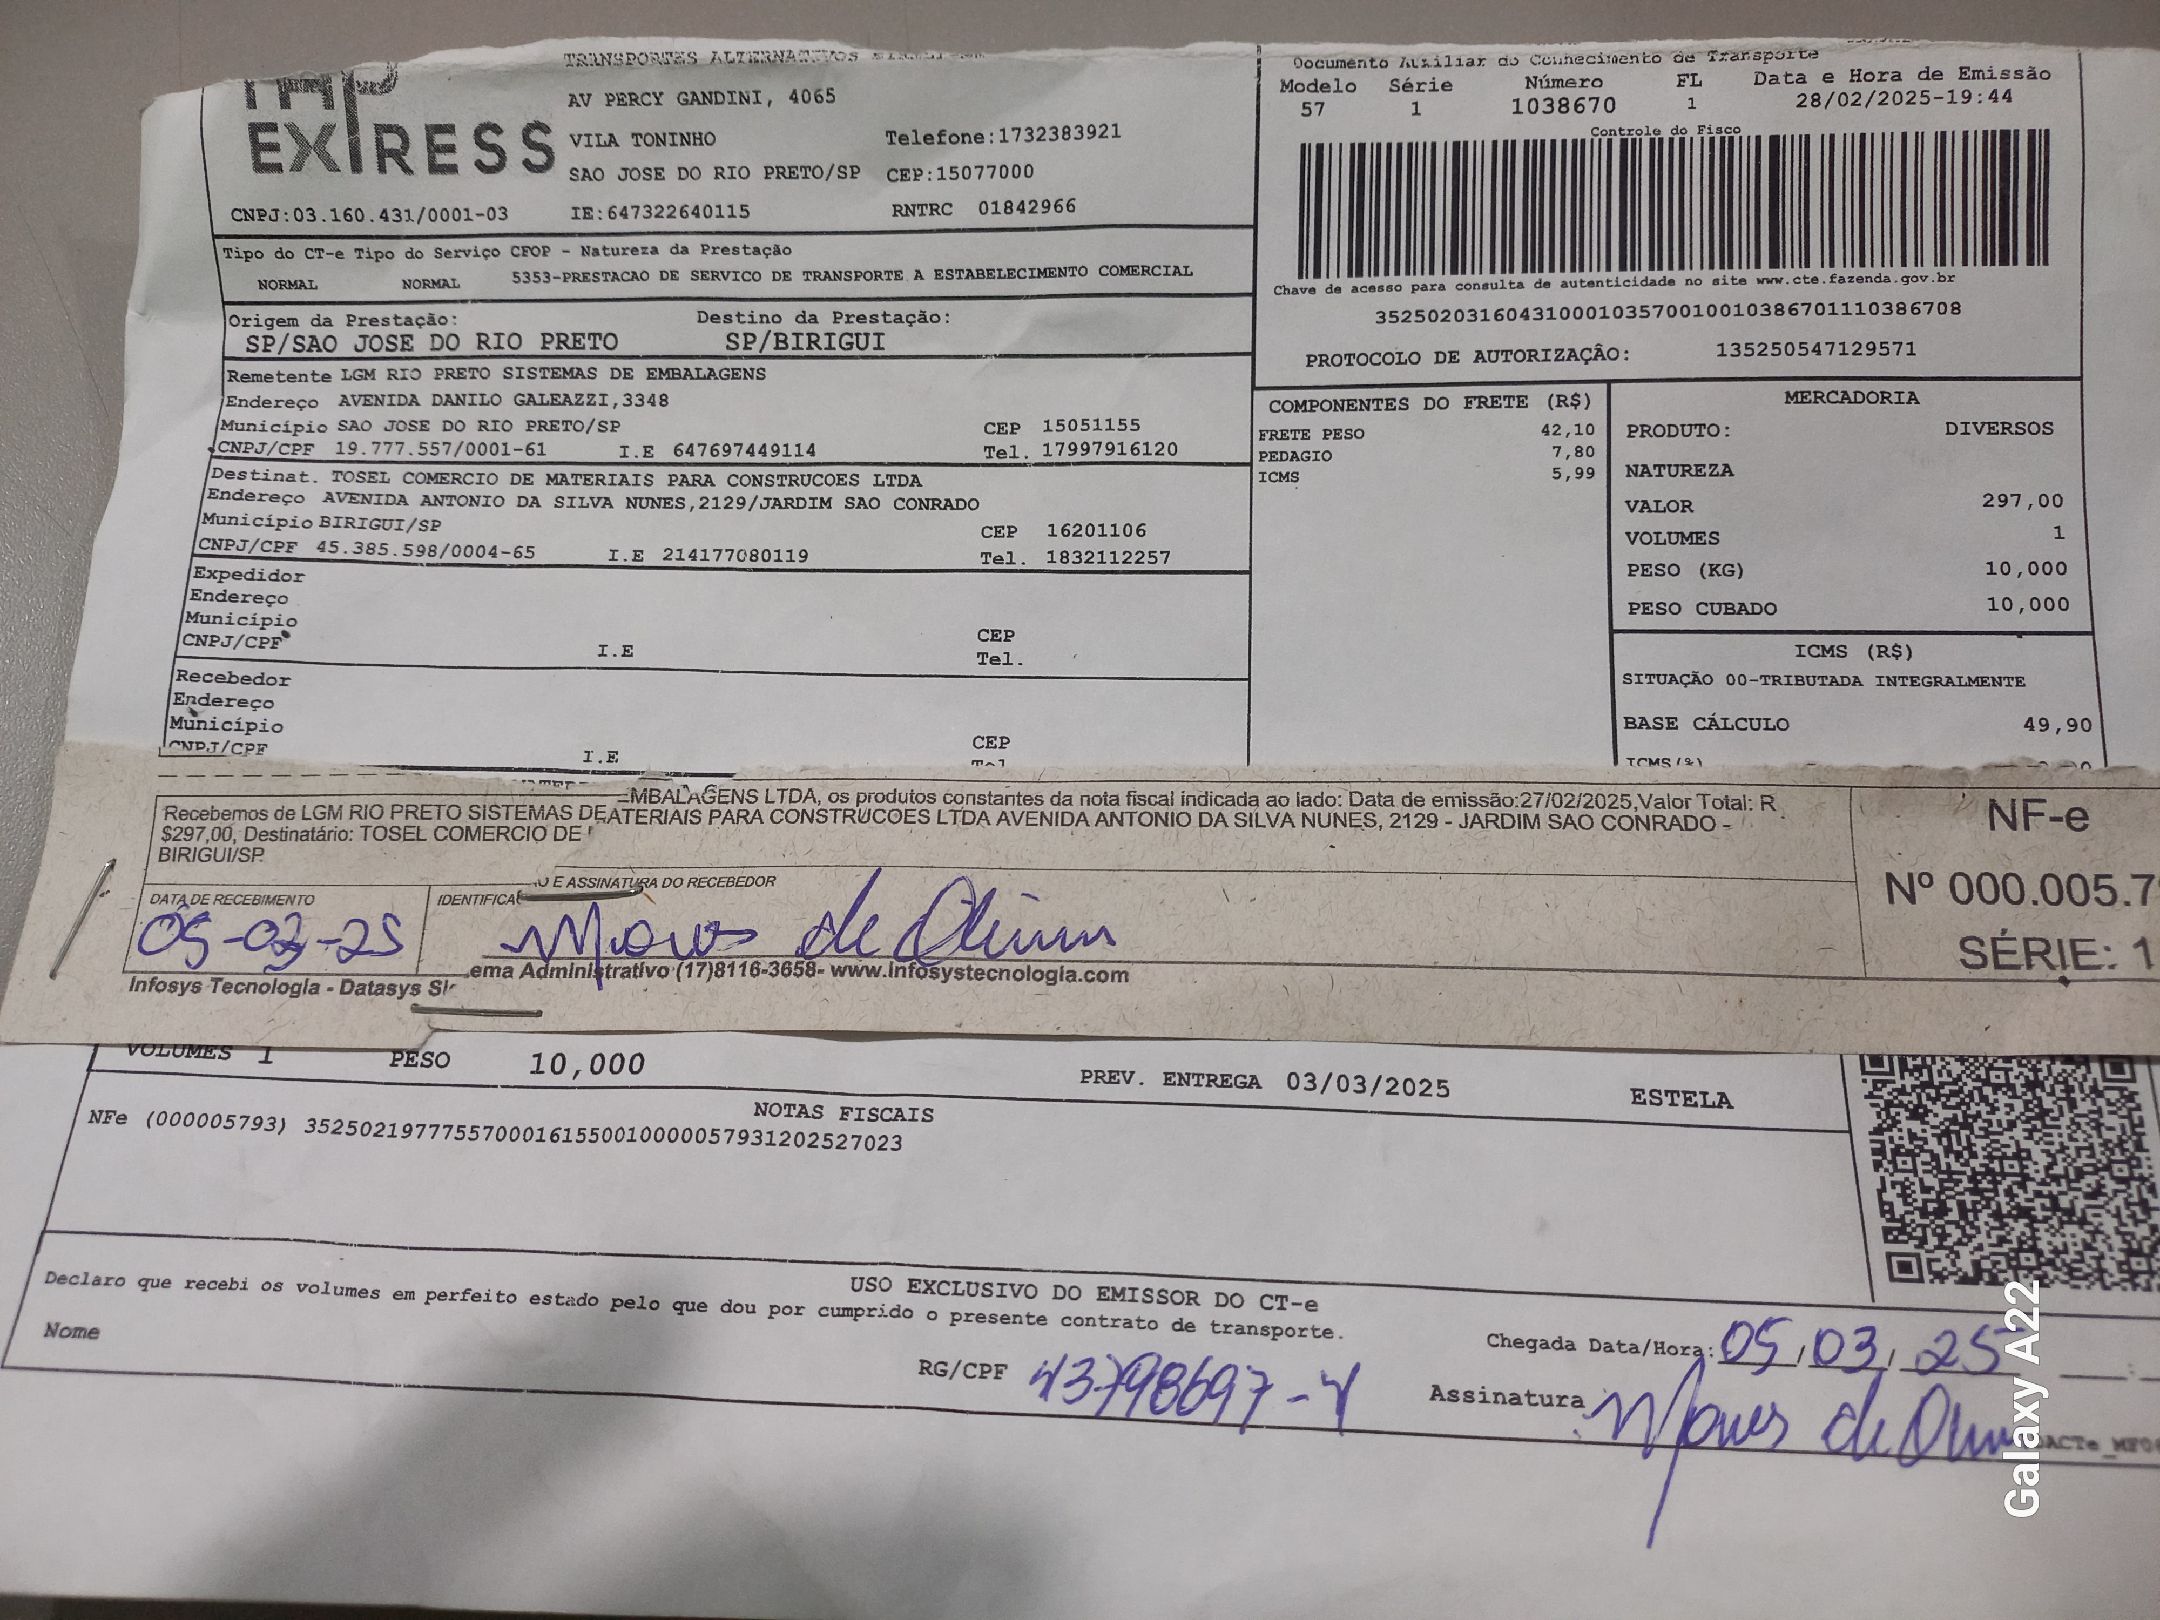 TAP
EXPRESS
TRANSPORTES ALTERNATIVOS
AV PERCY GANDINI, 4065
VILA TONINHO Telefone:1732383921
SAO JOSE DO RIO PRETO/SP CEP:15077000
CNPJ:03.160.431/0001-03 IE:647322640115 RNTRC 01842966
Documento Auxiliar do Conhecimento de Transporte
Modelo Série Número FL Data e Hora de Emissão
57 1 1038670 1 28/02/2025-19:44
Controle do Fisco
Chave de acesso para consulta de autenticidade no site www.cte.fazenda.gov.br
35250203160431000103570010010386701110386708
PROTOCOLO DE AUTORIZAÇÃO: 135250547129571
Tipo do CT-e Tipo do Serviço CFOP - Natureza da Prestação
NORMAL NORMAL 5353-PRESTACAO DE SERVICO DE TRANSPORTE A ESTABELECIMENTO COMERCIAL
Origem da Prestação: Destino da Prestação:
SP/SAO JOSE DO RIO PRETO SP/BIRIGUI
Remetente LGM RIO PRETO SISTEMAS DE EMBALAGENS
Endereço AVENIDA DANILO GALEAZZI,3348
Município SAO JOSE DO RIO PRETO/SP CEP 15051155
CNPJ/CPF 19.777.557/0001-61 I.E 647697449114 Tel. 17997916120
Destinat. TOSEL COMERCIO DE MATERIAIS PARA CONSTRUCOES LTDA
Endereço AVENIDA ANTONIO DA SILVA NUNES,2129/JARDIM SAO CONRADO
Município BIRIGUI/SP CEP 16201106
CNPJ/CPF 45.385.598/0004-65 I.E 214177080119 Tel. 1832112257
Expedidor
Endereço
Município CEP
CNPJ/CPF I.E Tel.
Recebedor
Endereço
Município CEP
CNPJ/CPF I.E Tel
COMPONENTES DO FRETE (R$)
FRETE PESO 42,10
PEDAGIO 7,80
ICMS 5,99
MERCADORIA
PRODUTO: DIVERSOS
NATUREZA
VALOR 297,00
VOLUMES 1
PESO (KG) 10,000
PESO CUBADO 10,000
ICMS (R$)
SITUAÇÃO 00-TRIBUTADA INTEGRALMENTE
BASE CÁLCULO 49,90
ICMS(%)
Recebemos de LGM RIO PRETO SISTEMAS DE EMBALAGENS LTDA, os produtos constantes da nota fiscal indicada ao lado: Data de emissão:27/02/2025,Valor Total: R
$297,00, Destinatário: TOSEL COMERCIO DE ATERIAIS PARA CONSTRUCOES LTDA AVENIDA ANTONIO DA SILVA NUNES, 2129 - JARDIM SAO CONRADO -
BIRIGUI/SP
NF-e
Nº 000.005.7
SÉRIE: 1
DATA DE RECEBIMENTO IDENTIFICAÇÃO E ASSINATURA DO RECEBEDOR
05-03-25 de Oliveira
Infosys Tecnologia - Datasys Sistema Administrativo (17)8116-3658- www.infosystecnologia.com
VOLUMES 1 PESO 10,000 PREV. ENTREGA 03/03/2025 ESTELA
NOTAS FISCAIS
NFe (000005793) 35250219777557000161550010000057931202527023
USO EXCLUSIVO DO EMISSOR DO CT-e
Declaro que recebi os volumes em perfeito estado pelo que dou por cumprido o presente contrato de transporte.
Nome RG/CPF 43798697-4
Chegada Data/Hora: 05/03/25
Assinatura de
DACTe
Galaxy A22